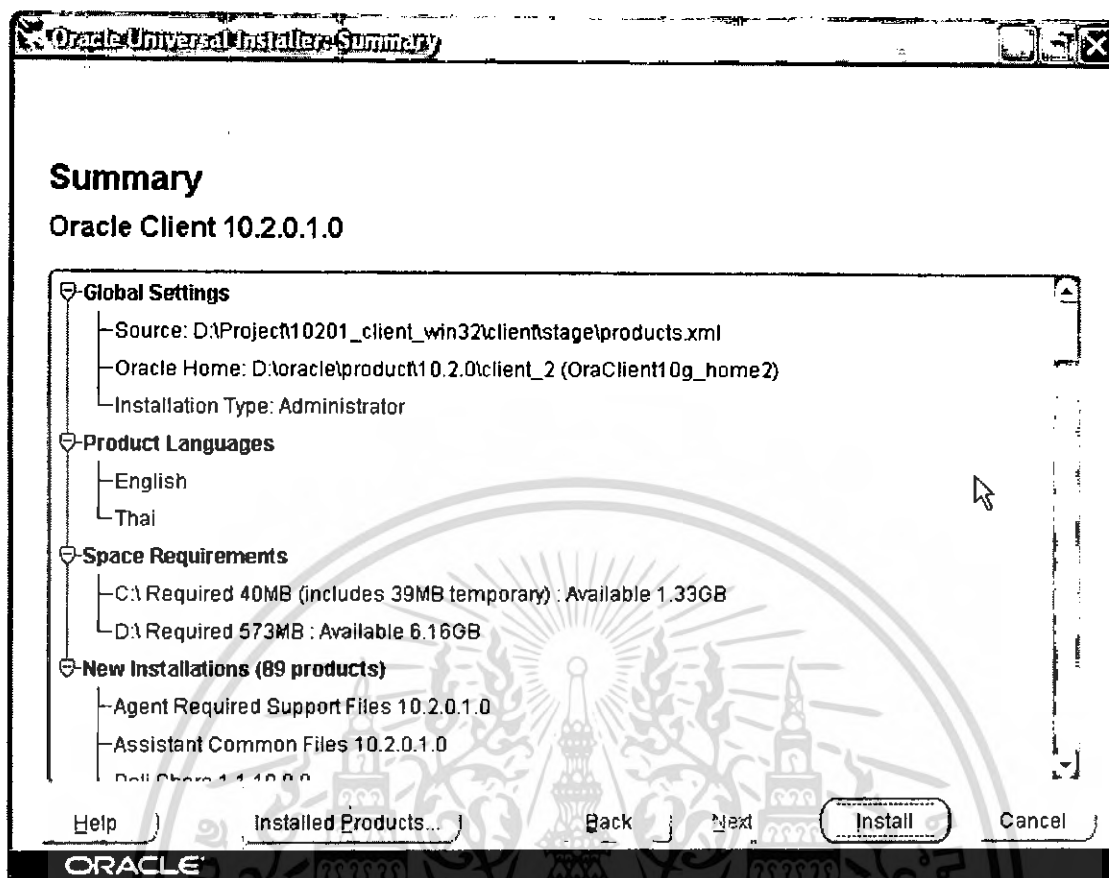 Oracle Universal Installer: Summary
Summary
Oracle Client 10.2.0.1.0
Global Settings
Source: D:\Project\10201_client_win32\client\stage\products.xml
Oracle Home: D:\oracle\product\10.2.0\client_2 (OraClient10g_home2)
Installation Type: Administrator
Product Languages
English
Thai
Space Requirements
C:\ Required 40MB (includes 39MB temporary) : Available 1.33GB
D:\ Required 573MB : Available 6.16GB
New Installations (89 products)
Agent Required Support Files 10.2.0.1.0
Assistant Common Files 10.2.0.1.0
Help Installed Products... Back Next Install Cancel
ORACLE